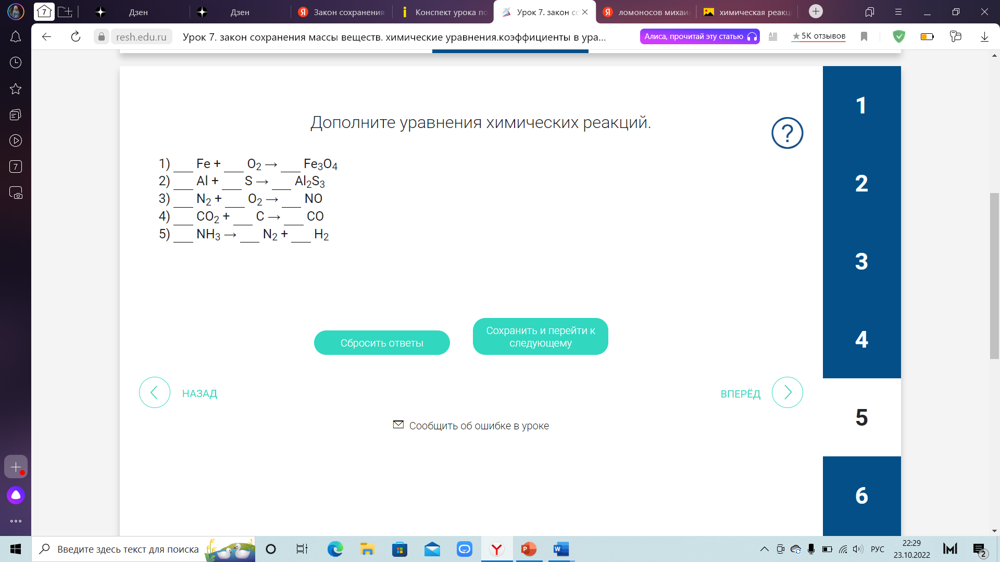 7 Дзен Дзен Закон сохранения Конспект урока по Урок 7. закон со ломоносов михаил химическая реакц
resh.edu.ru Урок 7. закон сохранения массы веществ. химические уравнения.коэффициенты в ура... Алиса, прочитай эту статью 5К отзывов
7
Дополните уравнения химических реакций.
?
1) ___ Fe + ___ O₂ → ___ Fe₃O₄
2) ___ Al + ___ S → ___ Al₂S₃
3) ___ N₂ + ___ O₂ → ___ NO
4) ___ CO₂ + ___ C → ___ CO
5) ___ NH₃ → ___ N₂ + ___ H₂
Сбросить ответы
Сохранить и перейти к
следующему
НАЗАД
ВПЕРЁД
Сообщить об ошибке в уроке
1
2
3
4
5
6
Введите здесь текст для поиска
РУС
22:29
23.10.2022
2